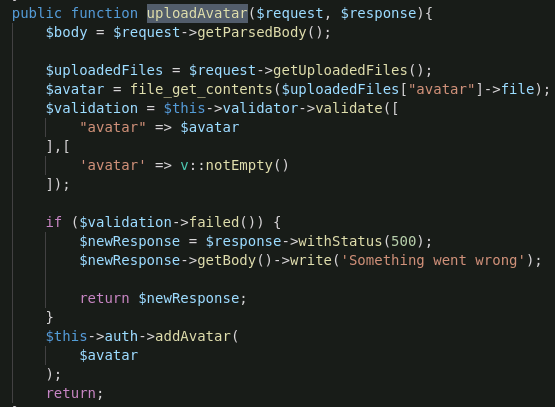 public function uploadAvatar($request, $response){
$body = $request->getParsedBody();
$uploadedFiles = $request->getUploadedFiles();
$avatar = file_get_contents($uploadedFiles["avatar"]->file);
$validation = $this->validator->validate([
"avatar" => $avatar
],[
'avatar' => v::notEmpty()
]);
if ($validation->failed()) {
$newResponse = $response->withStatus(500);
$newResponse->getBody()->write('Something went wrong');
return $newResponse;
}
$this->auth->addAvatar(
$avatar
);
return;